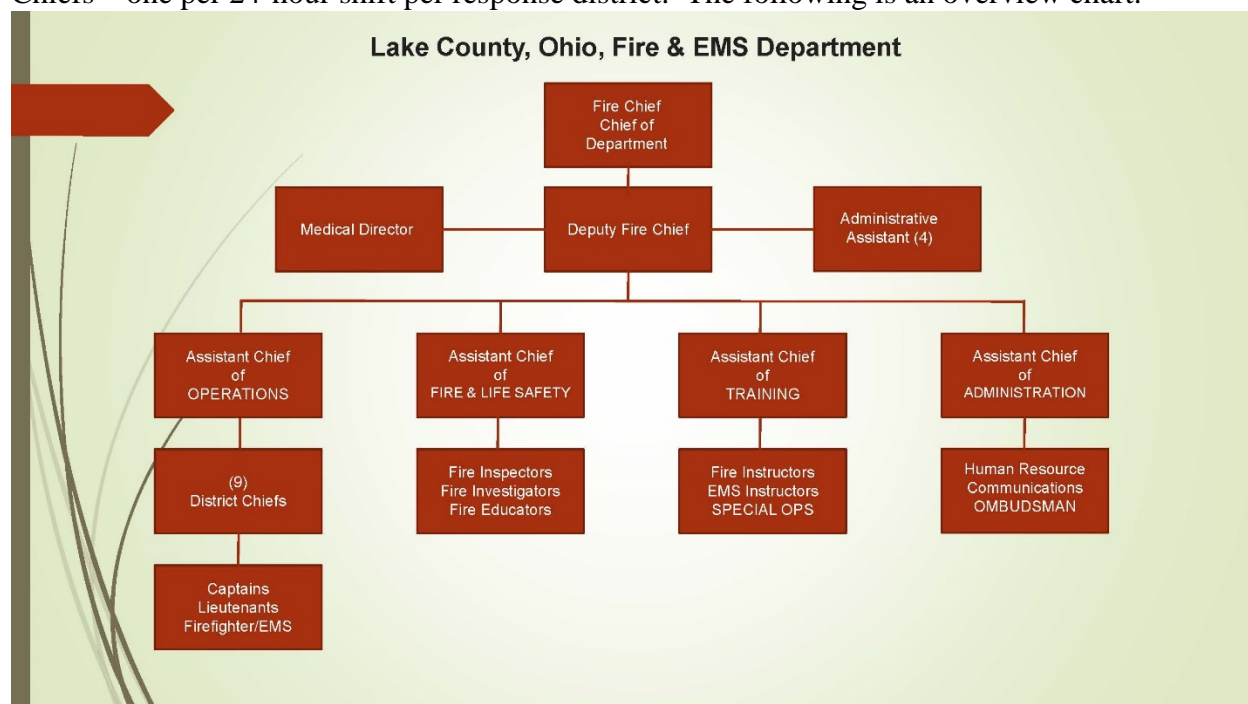 Chiefs – one per 24-hour shift per response district. The following is an overview chart.
Lake County, Ohio, Fire & EMS Department
Fire Chief
Chief of
Department
Medical Director
Deputy Fire Chief
Administrative
Assistant (4)
Assistant Chief
of
OPERATIONS
Assistant Chief
of
FIRE & LIFE SAFETY
Assistant Chief
of
TRAINING
Assistant Chief
of
ADMINISTRATION
(9)
District Chiefs
Fire Inspectors
Fire Investigators
Fire Educators
Fire Instructors
EMS Instructors
SPECIAL OPS
Human Resource
Communications
OMBUDSMAN
Captains
Lieutenants
Firefighter/EMS